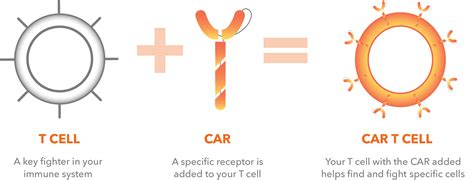 T CELL
A key fighter in your
immune system
CAR
A specific receptor is
added to your T cell
CAR T CELL
Your T cell with the CAR added
helps find and fight specific cells